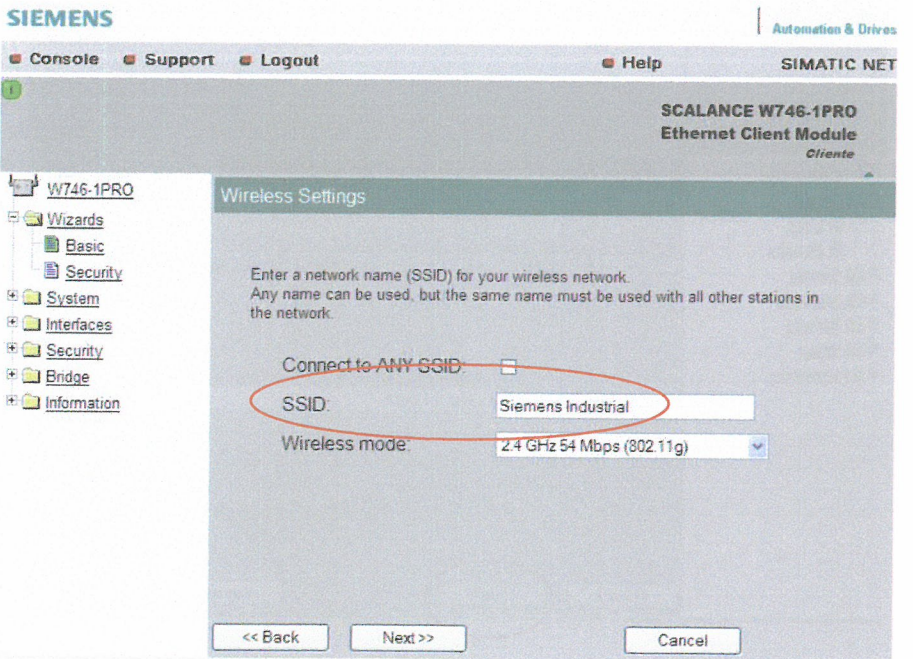 SIEMENS
Automation & Drives
Console Support Logout Help SIMATIC NET
SCALANCE W746-1PRO
Ethernet Client Module
Cliente
W746-1PRO
Wizards
Basic
Security
System
Interfaces
Security
Bridge
Information
Wireless Settings
Enter a network name (SSID) for your wireless network.
Any name can be used, but the same name must be used with all other stations in
the network.
Connect to ANY SSID:
SSID: Siemens Industrial
Wireless mode: 2.4 GHz 54 Mbps (802.11g)
<< Back Next >> Cancel